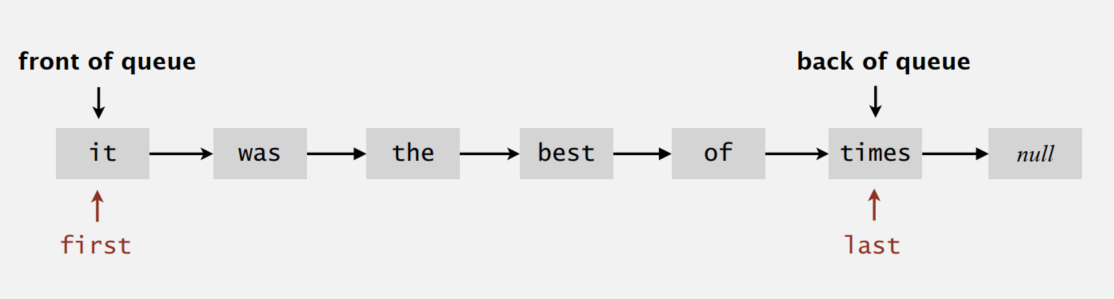 front of queue
back of queue
it was the best of times null
first
last